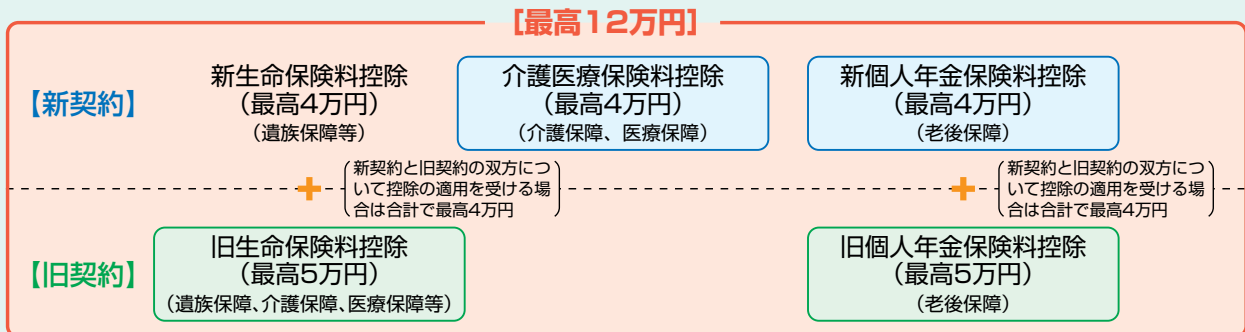 ［最高12万円］
【新契約】
新生命保険料控除
（最高4万円）
（遺族保障等）
介護医療保険料控除
（最高4万円）
（介護保障、医療保障）
新個人年金保険料控除
（最高4万円）
（老後保障）
＋
（新契約と旧契約の双方につ
いて控除の適用を受ける場
合は合計で最高4万円）
＋
（新契約と旧契約の双方につ
いて控除の適用を受ける場
合は合計で最高4万円）
【旧契約】
旧生命保険料控除
（最高5万円）
（遺族保障、介護保障、医療保障等）
旧個人年金保険料控除
（最高5万円）
（老後保障）